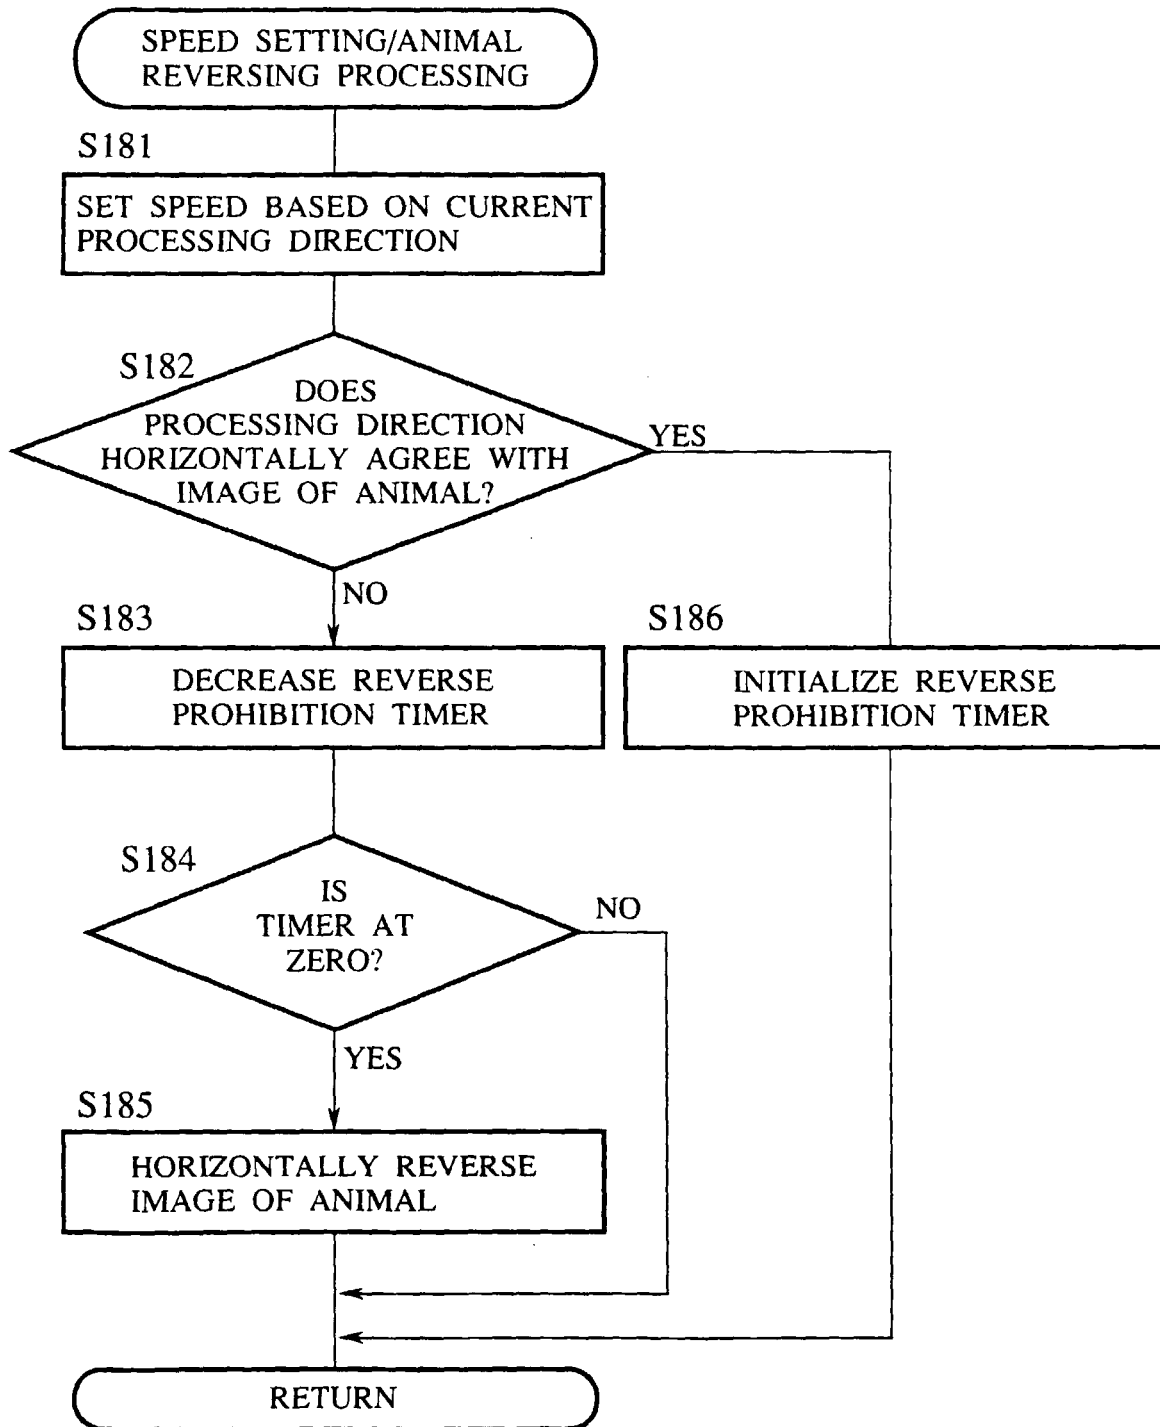 SPEED SETTING/ANIMAL
REVERSING PROCESSING
S181
SET SPEED BASED ON CURRENT
PROCESSING DIRECTION
S182
DOES
PROCESSING DIRECTION
HORIZONTALLY AGREE WITH
IMAGE OF ANIMAL?
YES
NO
S183
DECREASE REVERSE
PROHIBITION TIMER
S186
INITIALIZE REVERSE
PROHIBITION TIMER
S184
IS
TIMER AT
ZERO?
NO
YES
S185
HORIZONTALLY REVERSE
IMAGE OF ANIMAL
RETURN